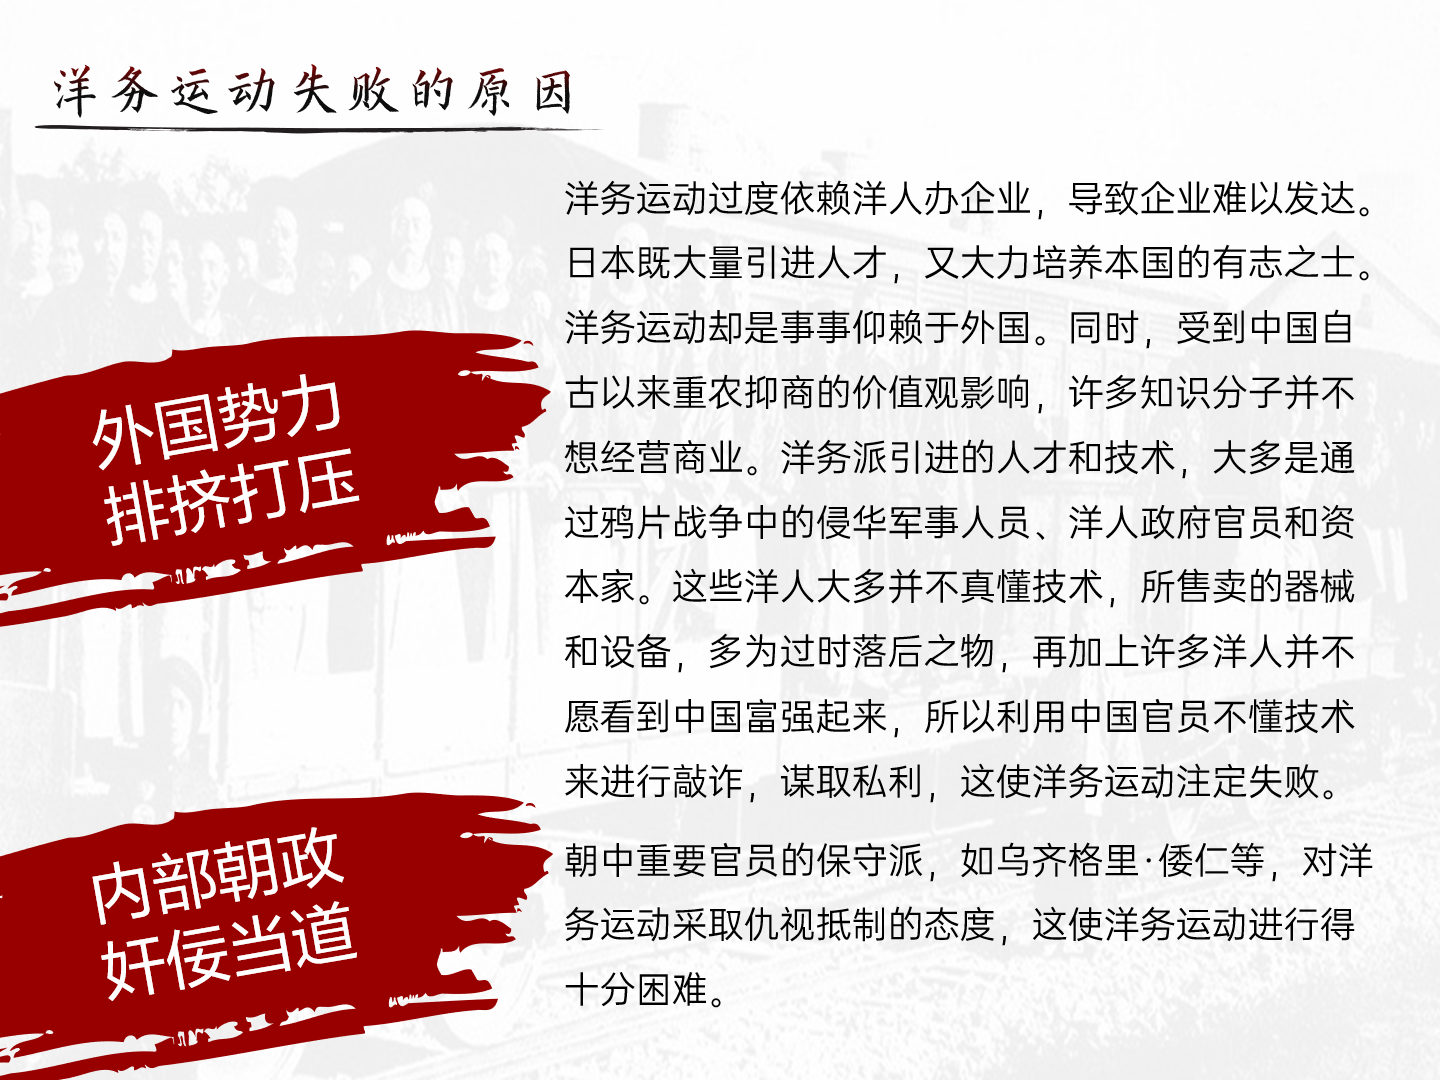 洋务运动失败的原因
外国势力
排挤打压
洋务运动过度依赖洋人办企业，导致企业难以发达。
日本既大量引进人才，又大力培养本国的有志之士。
洋务运动却是事事仰赖于外国。同时，受到中国自
古以来重农抑商的价值观影响，许多知识分子并不
想经营商业。洋务派引进的人才和技术，大多是通
过鸦片战争中的侵华军事人员、洋人政府官员和资
本家。这些洋人大多并不真懂技术，所售卖的器械
和设备，多为过时落后之物，再加上许多洋人并不
愿看到中国富强起来，所以利用中国官员不懂技术
来进行敲诈，谋取私利，这使洋务运动注定失败。
内部朝政
奸佞当道
朝中重要官员的保守派，如乌齐格里·倭仁等，对洋
务运动采取仇视抵制的态度，这使洋务运动进行得
十分困难。